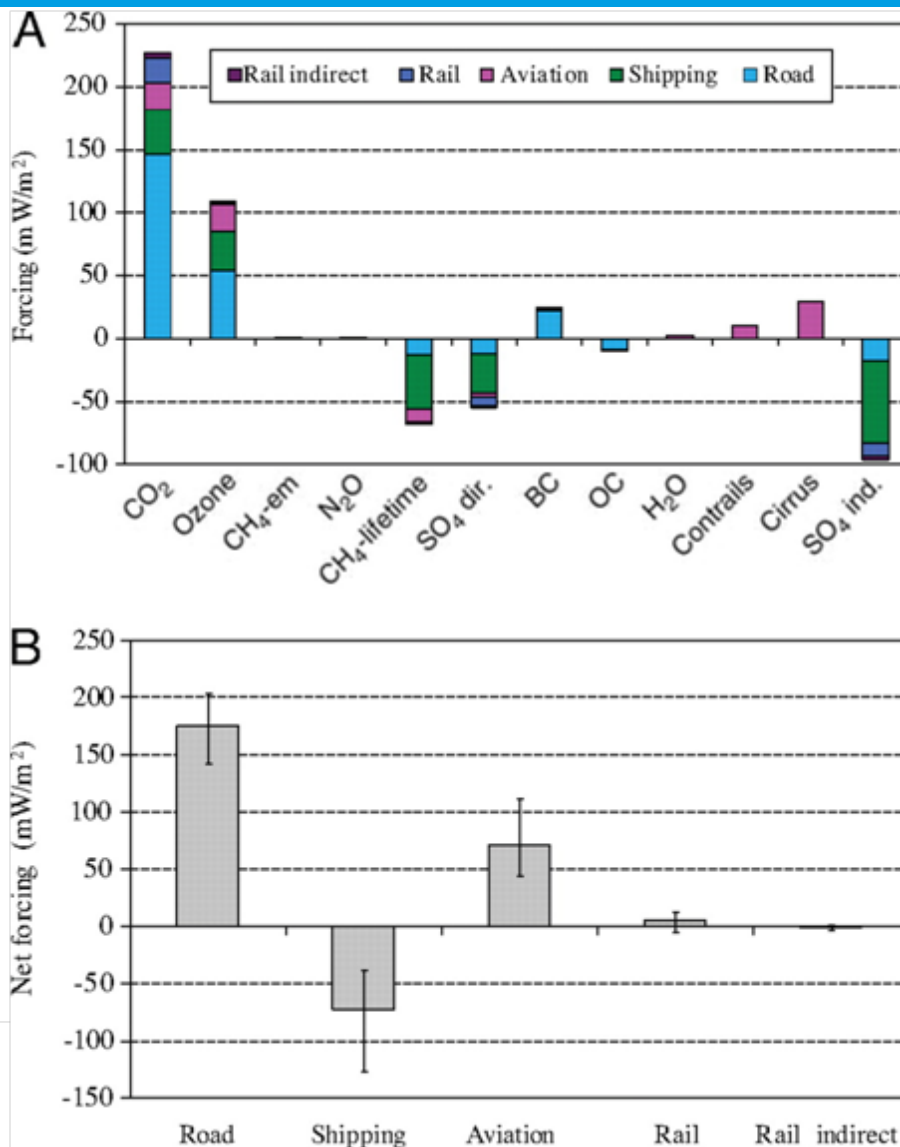 A
250
200
150
100
50
0
-50
-100
Forcing (m W/m²)
Rail indirect Rail Aviation Shipping Road
CO₂ Ozone CH₄-em N₂O CH₄-lifetime SO₄ dir. BC OC H₂O Contrails Cirrus SO₄ ind.
B
250
200
150
100
50
0
-50
-100
-150
Net forcing (mW/m²)
Road Shipping Aviation Rail Rail indirect